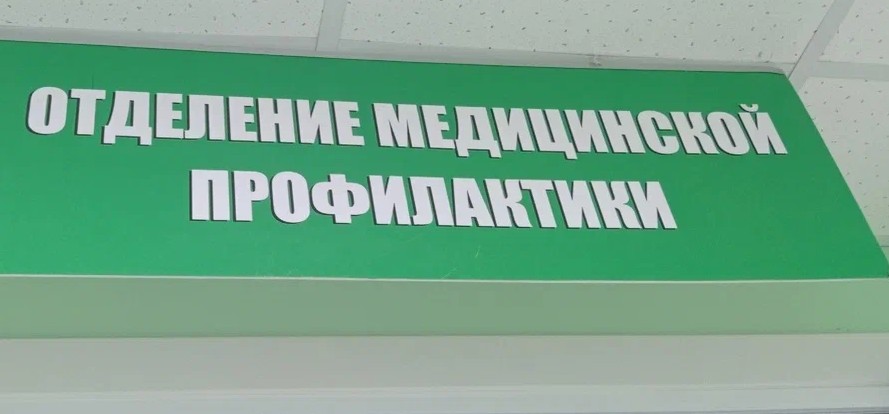 ОТДЕЛЕНИЕ МЕДИЦИНСКОЙ
ПРОФИЛАКТИКИ